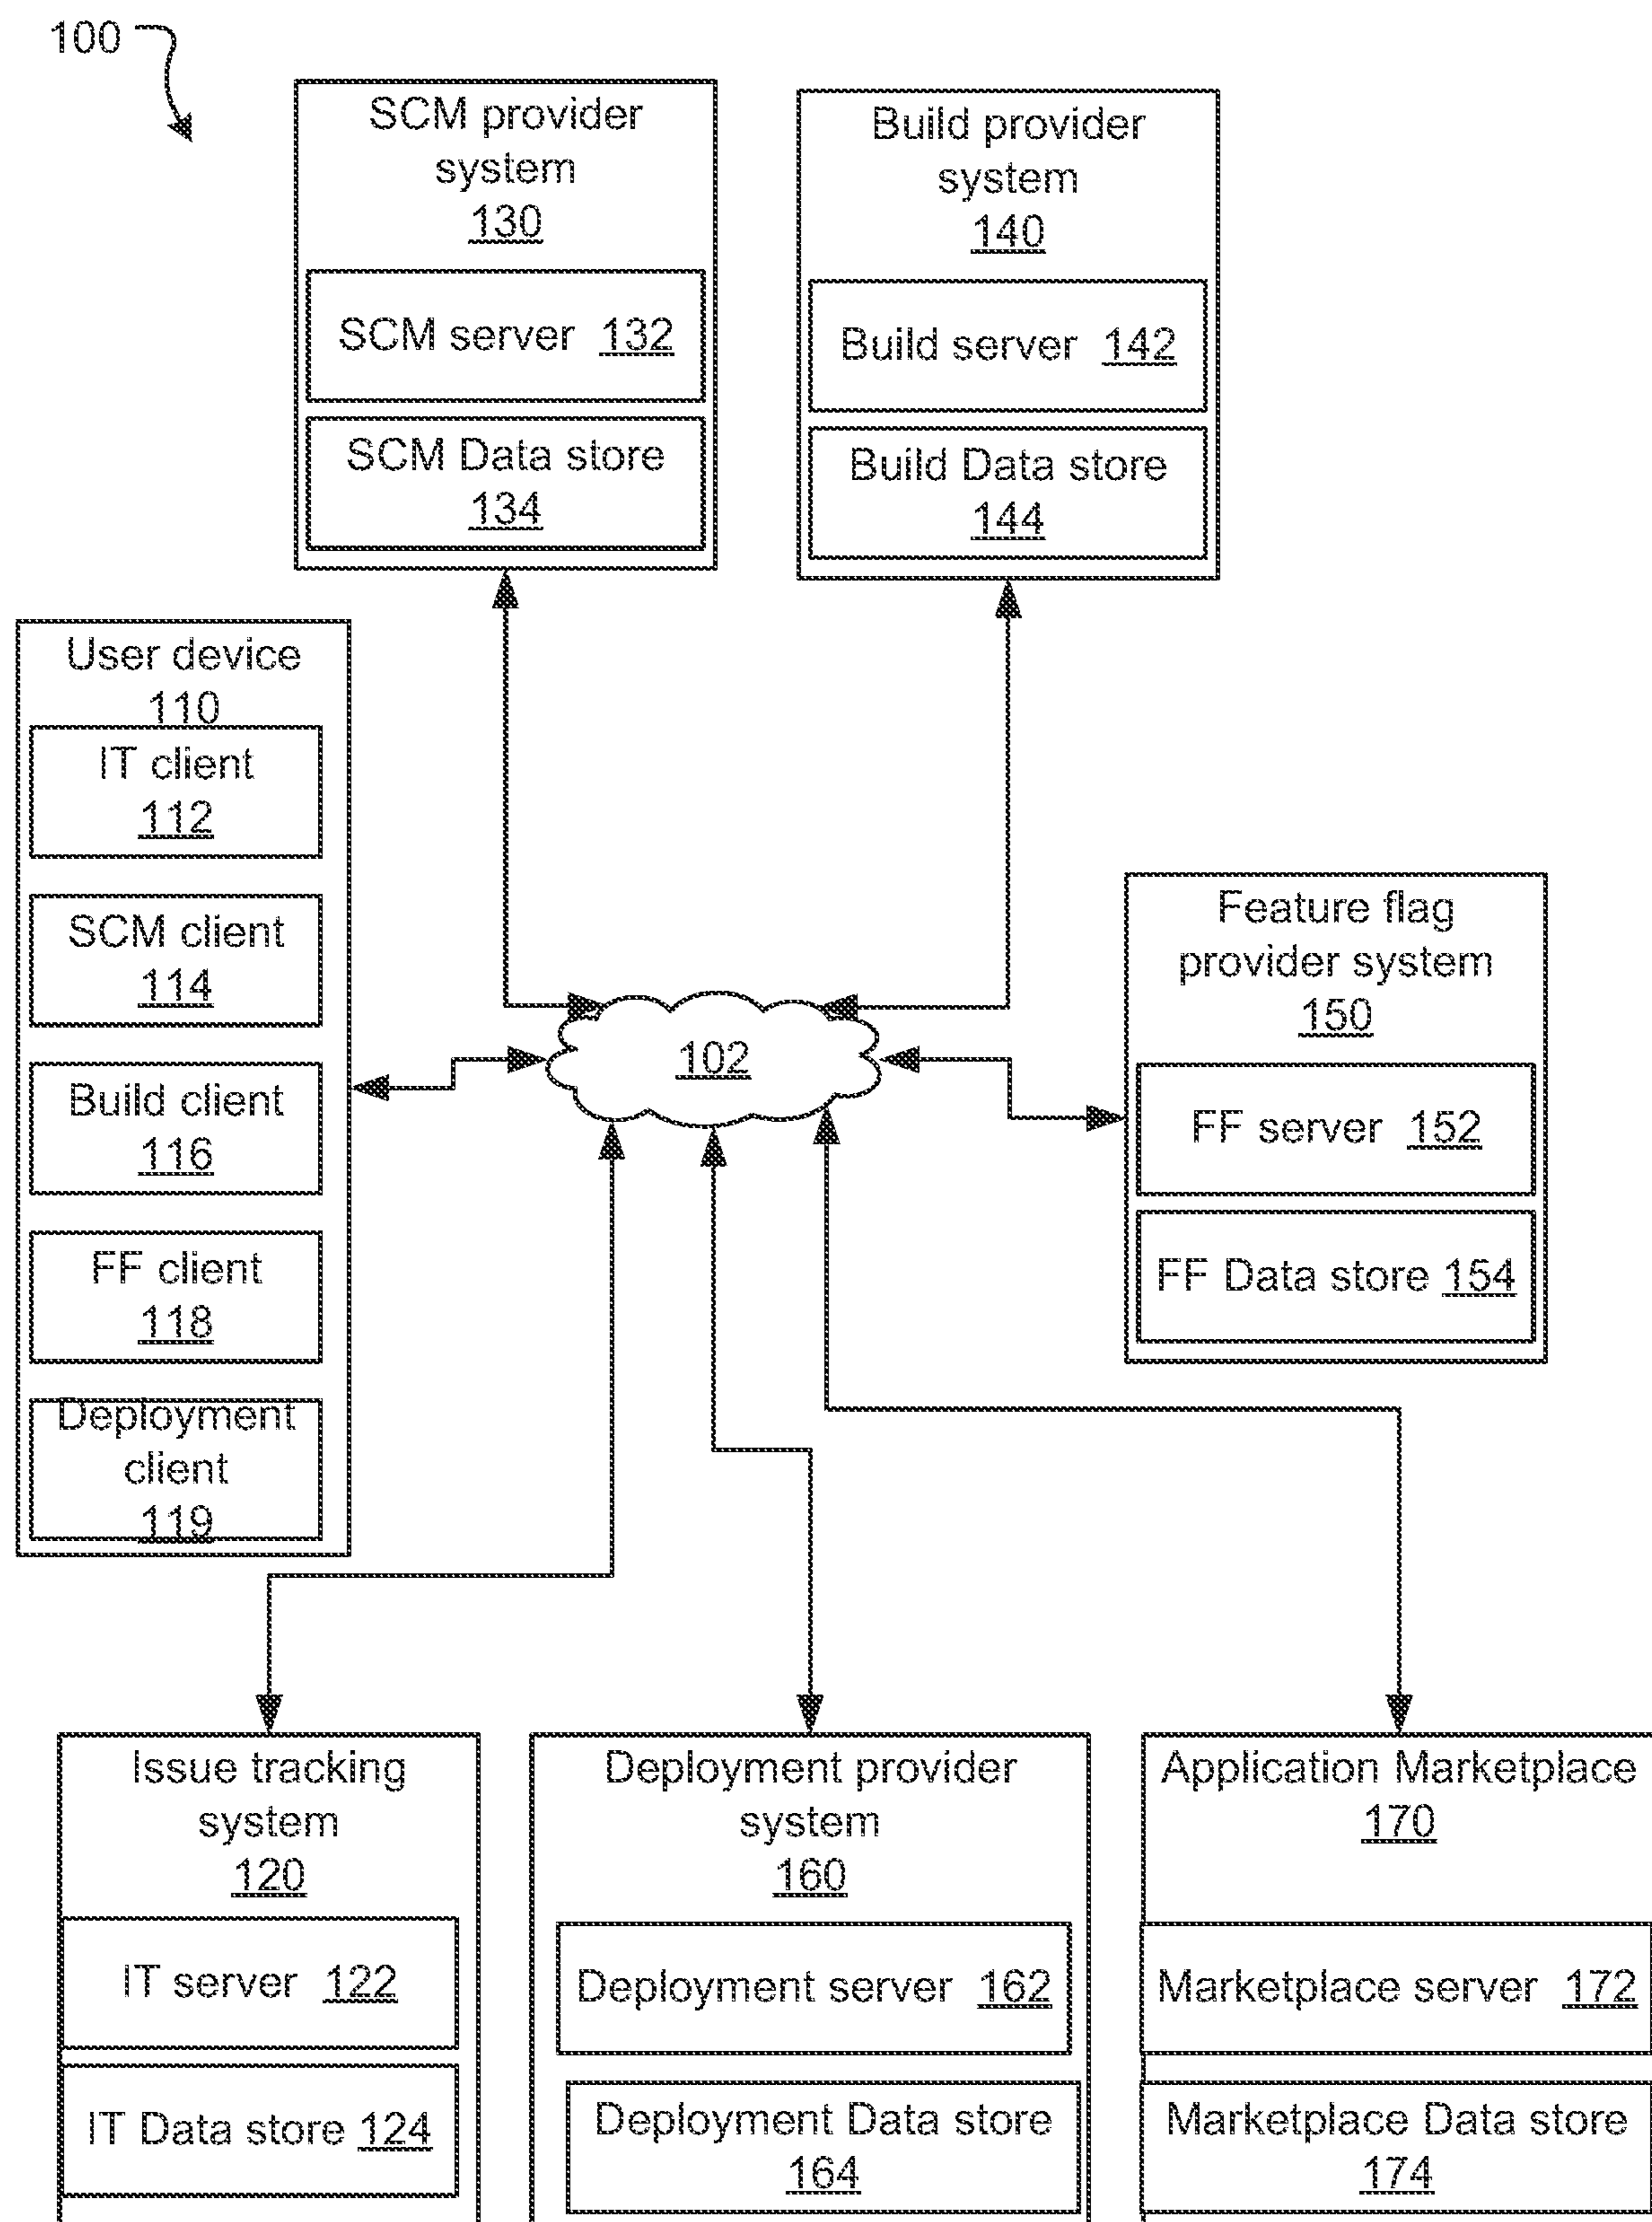 100
SCM provider
system
130
SCM server 132
SCM Data store
134
Build provider
system
140
Build server 142
Build Data store
144
User device
110
IT client
112
SCM client
114
Build client
116
FF client
118
Deployment
client
119
102
Feature flag
provider system
150
FF server 152
FF Data store 154
Issue tracking
system
120
IT server 122
IT Data store 124
Deployment provider
system
160
Deployment server 162
Deployment Data store
164
Application Marketplace
170
Marketplace server 172
Marketplace Data store
174